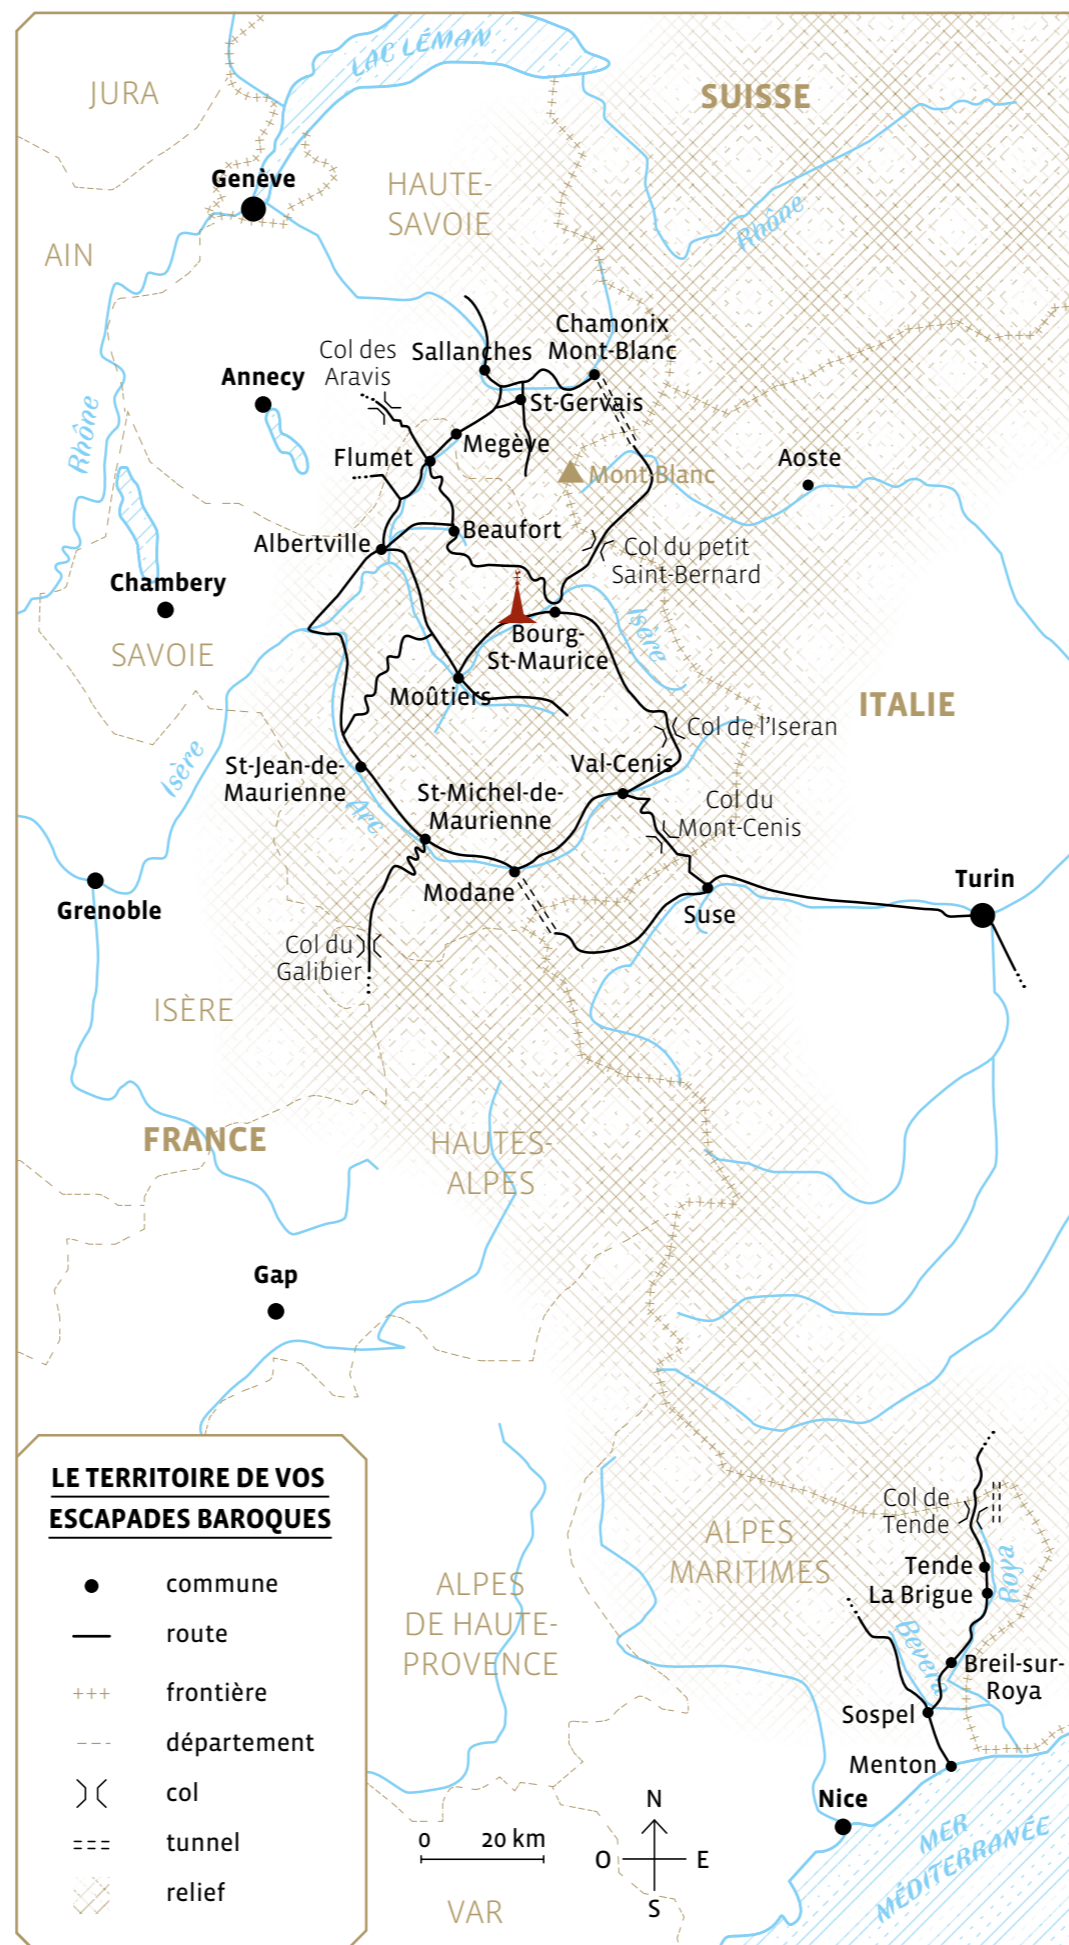 LAC LÉMAN
JURA
SUISSE
Genève
HAUTE-
SAVOIE
Rhône
AIN
Chamonix
Mont-Blanc
Sallanches
Col des
Aravis
Annecy
St-Gervais
Rhône
Megève
Flumet
Mont-Blanc
Aoste
Beaufort
Albertville
Col du petit
Saint-Bernard
Chambery
Isère
Bourg-
St-Maurice
SAVOIE
Moûtiers
ITALIE
Col de l'Iseran
Isère
St-Jean-de-
Maurienne
Val-Cenis
Arc
St-Michel-de-
Maurienne
Col du
Mont-Cenis
Modane
Turin
Grenoble
Suse
Col du
Galibier
ISÈRE
FRANCE
HAUTES-
ALPES
Gap
LE TERRITOIRE DE VOS
ESCAPADES BAROQUES
commune
route
frontière
département
col
tunnel
relief
Col de
Tende
ALPES
MARITIMES
Tende
Roya
La Brigue
ALPES
DE HAUTE-
PROVENCE
Bevera
Breil-sur-
Roya
Sospel
Menton
Nice
MER
MÉDITERRANÉE
0 20 km
N
O E
S
VAR